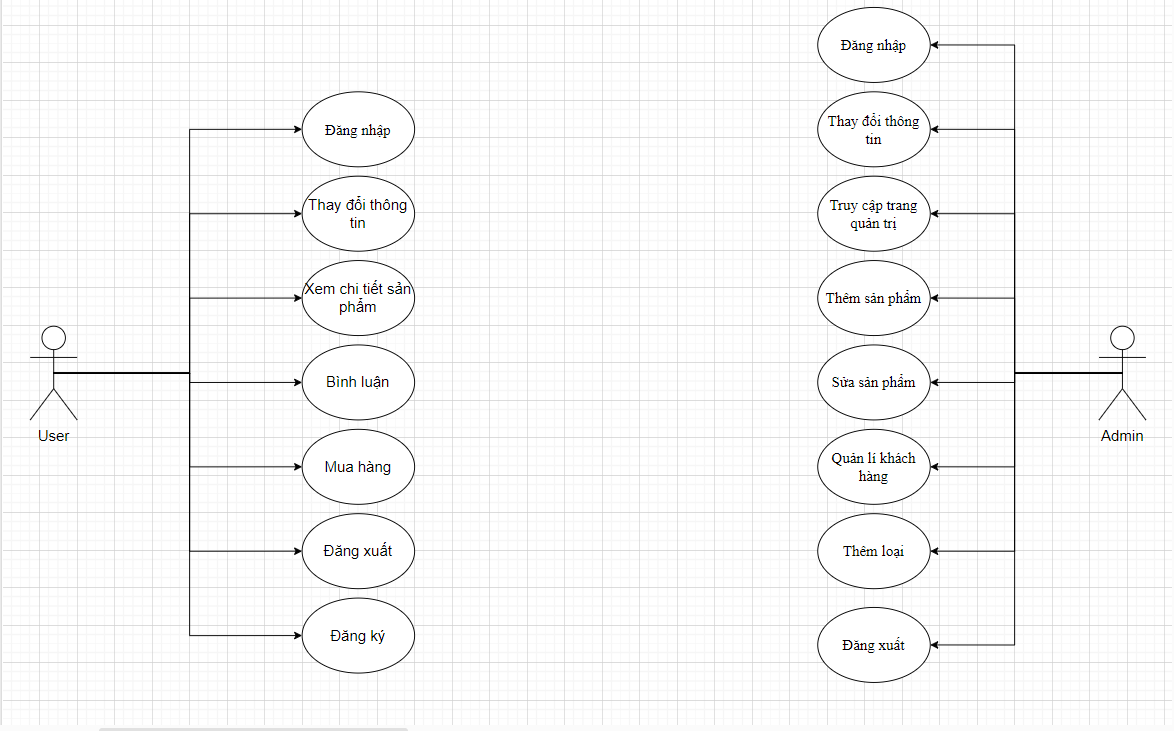 Đăng nhập
Thay đổi thông
tin
Xem chi tiết sản
phẩm
Bình luận
Mua hàng
Đăng xuất
Đăng ký
User
Đăng nhập
Thay đổi thông
tin
Truy cập trang
quản trị
Thêm sản phẩm
Sửa sản phẩm
Quản lí khách
hàng
Thêm loại
Đăng xuất
Admin